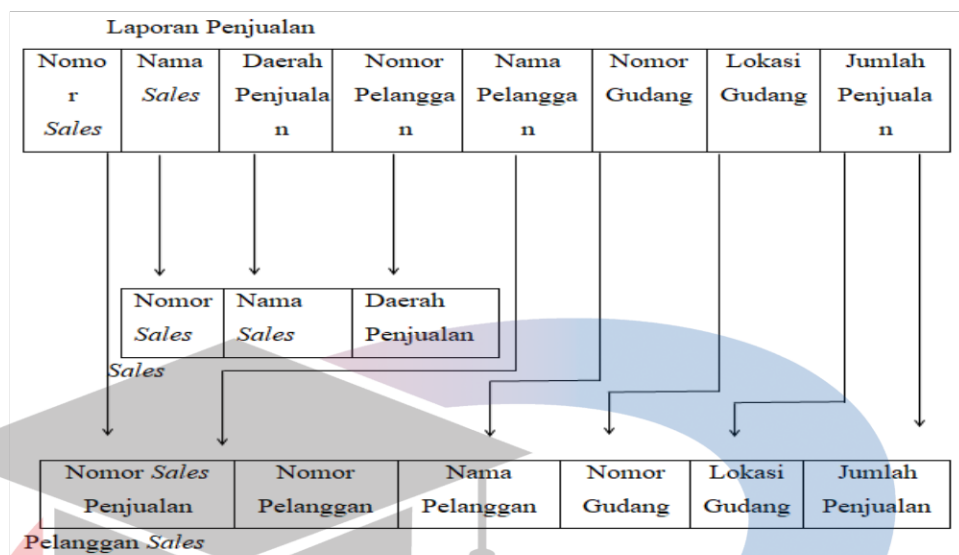 Laporan Penjualan
Nomo Nama Daerah Nomor Nama Nomor Lokasi Jumlah
r Sales Penjuala Pelangga Pelangga Gudang Gudang Penjuala
Sales n n n n
Nomor Nama Daerah
Sales Sales Penjualan
Sales
Nomor Sales Nomor Nama Nomor Lokasi Jumlah
Penjualan Pelanggan Pelanggan Gudang Gudang Penjualan
Pelanggan Sales